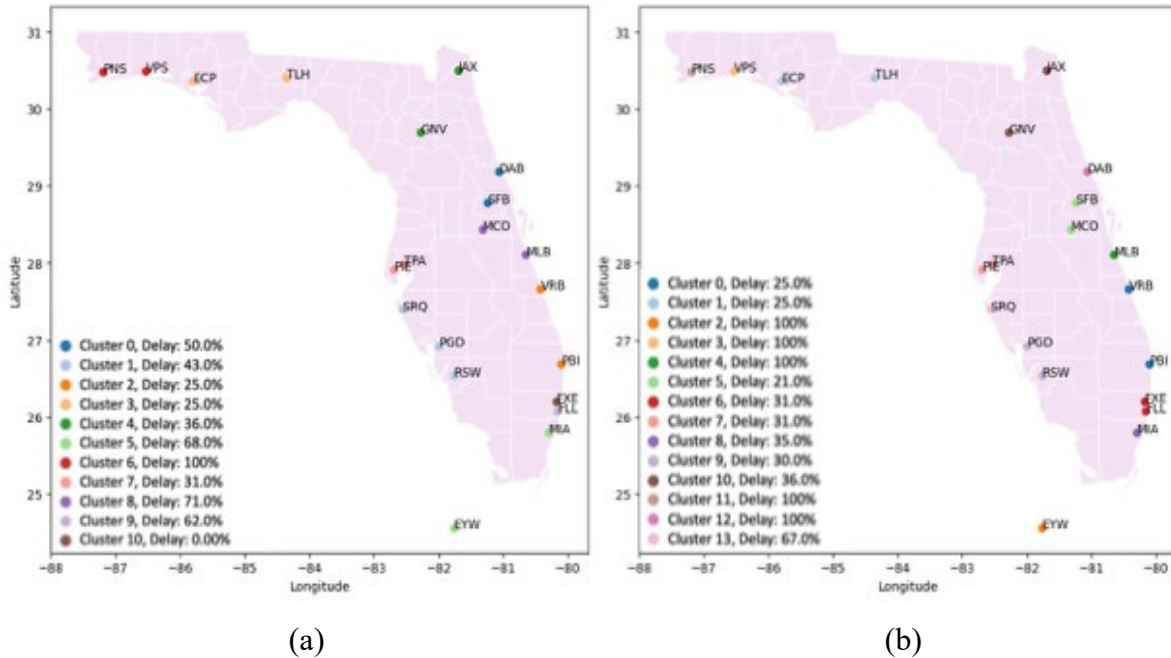 31
30
29
28
27
26
25
Latitude
−88
−87
−86
−85
−84
−83
−82
−81
−80
Longitude
PNS
VPS
ECP
TLH
JAX
GNV
DAB
SFB
MCO
MLB
TPA
PIE
VRB
SRQ
PGD
PBI
RSW
FXE
FLL
MIA
EYW
Cluster 0, Delay: 50.0%
Cluster 1, Delay: 43.0%
Cluster 2, Delay: 25.0%
Cluster 3, Delay: 25.0%
Cluster 4, Delay: 36.0%
Cluster 5, Delay: 68.0%
Cluster 6, Delay: 100%
Cluster 7, Delay: 31.0%
Cluster 8, Delay: 71.0%
Cluster 9, Delay: 62.0%
Cluster 10, Delay: 0.00%
(a)
31
30
29
28
27
26
25
Latitude
−88
−87
−86
−85
−84
−83
−82
−81
−80
Longitude
PNS
VPS
ECP
TLH
JAX
GNV
DAB
SFB
MCO
MLB
TPA
PIE
VRB
SRQ
PGD
PBI
RSW
FXE
FLL
MIA
EYW
Cluster 0, Delay: 25.0%
Cluster 1, Delay: 25.0%
Cluster 2, Delay: 100%
Cluster 3, Delay: 100%
Cluster 4, Delay: 100%
Cluster 5, Delay: 21.0%
Cluster 6, Delay: 31.0%
Cluster 7, Delay: 31.0%
Cluster 8, Delay: 35.0%
Cluster 9, Delay: 30.0%
Cluster 10, Delay: 36.0%
Cluster 11, Delay: 100%
Cluster 12, Delay: 100%
Cluster 13, Delay: 67.0%
(b)